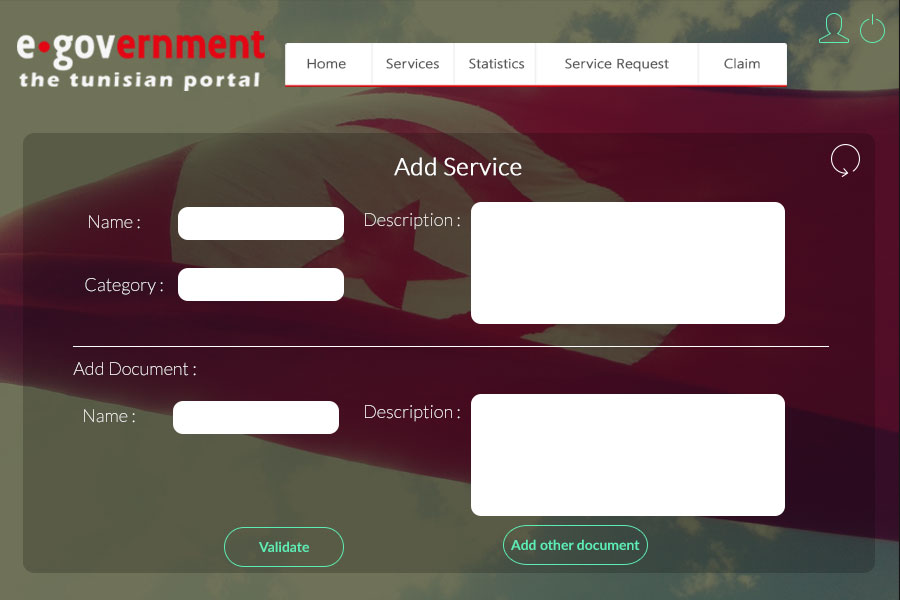 e•government
the tunisian portal
Home
Services
Statistics
Service Request
Claim
Add Service
Name :
Description :
Category :
Add Document :
Name :
Description :
Validate
Add other document